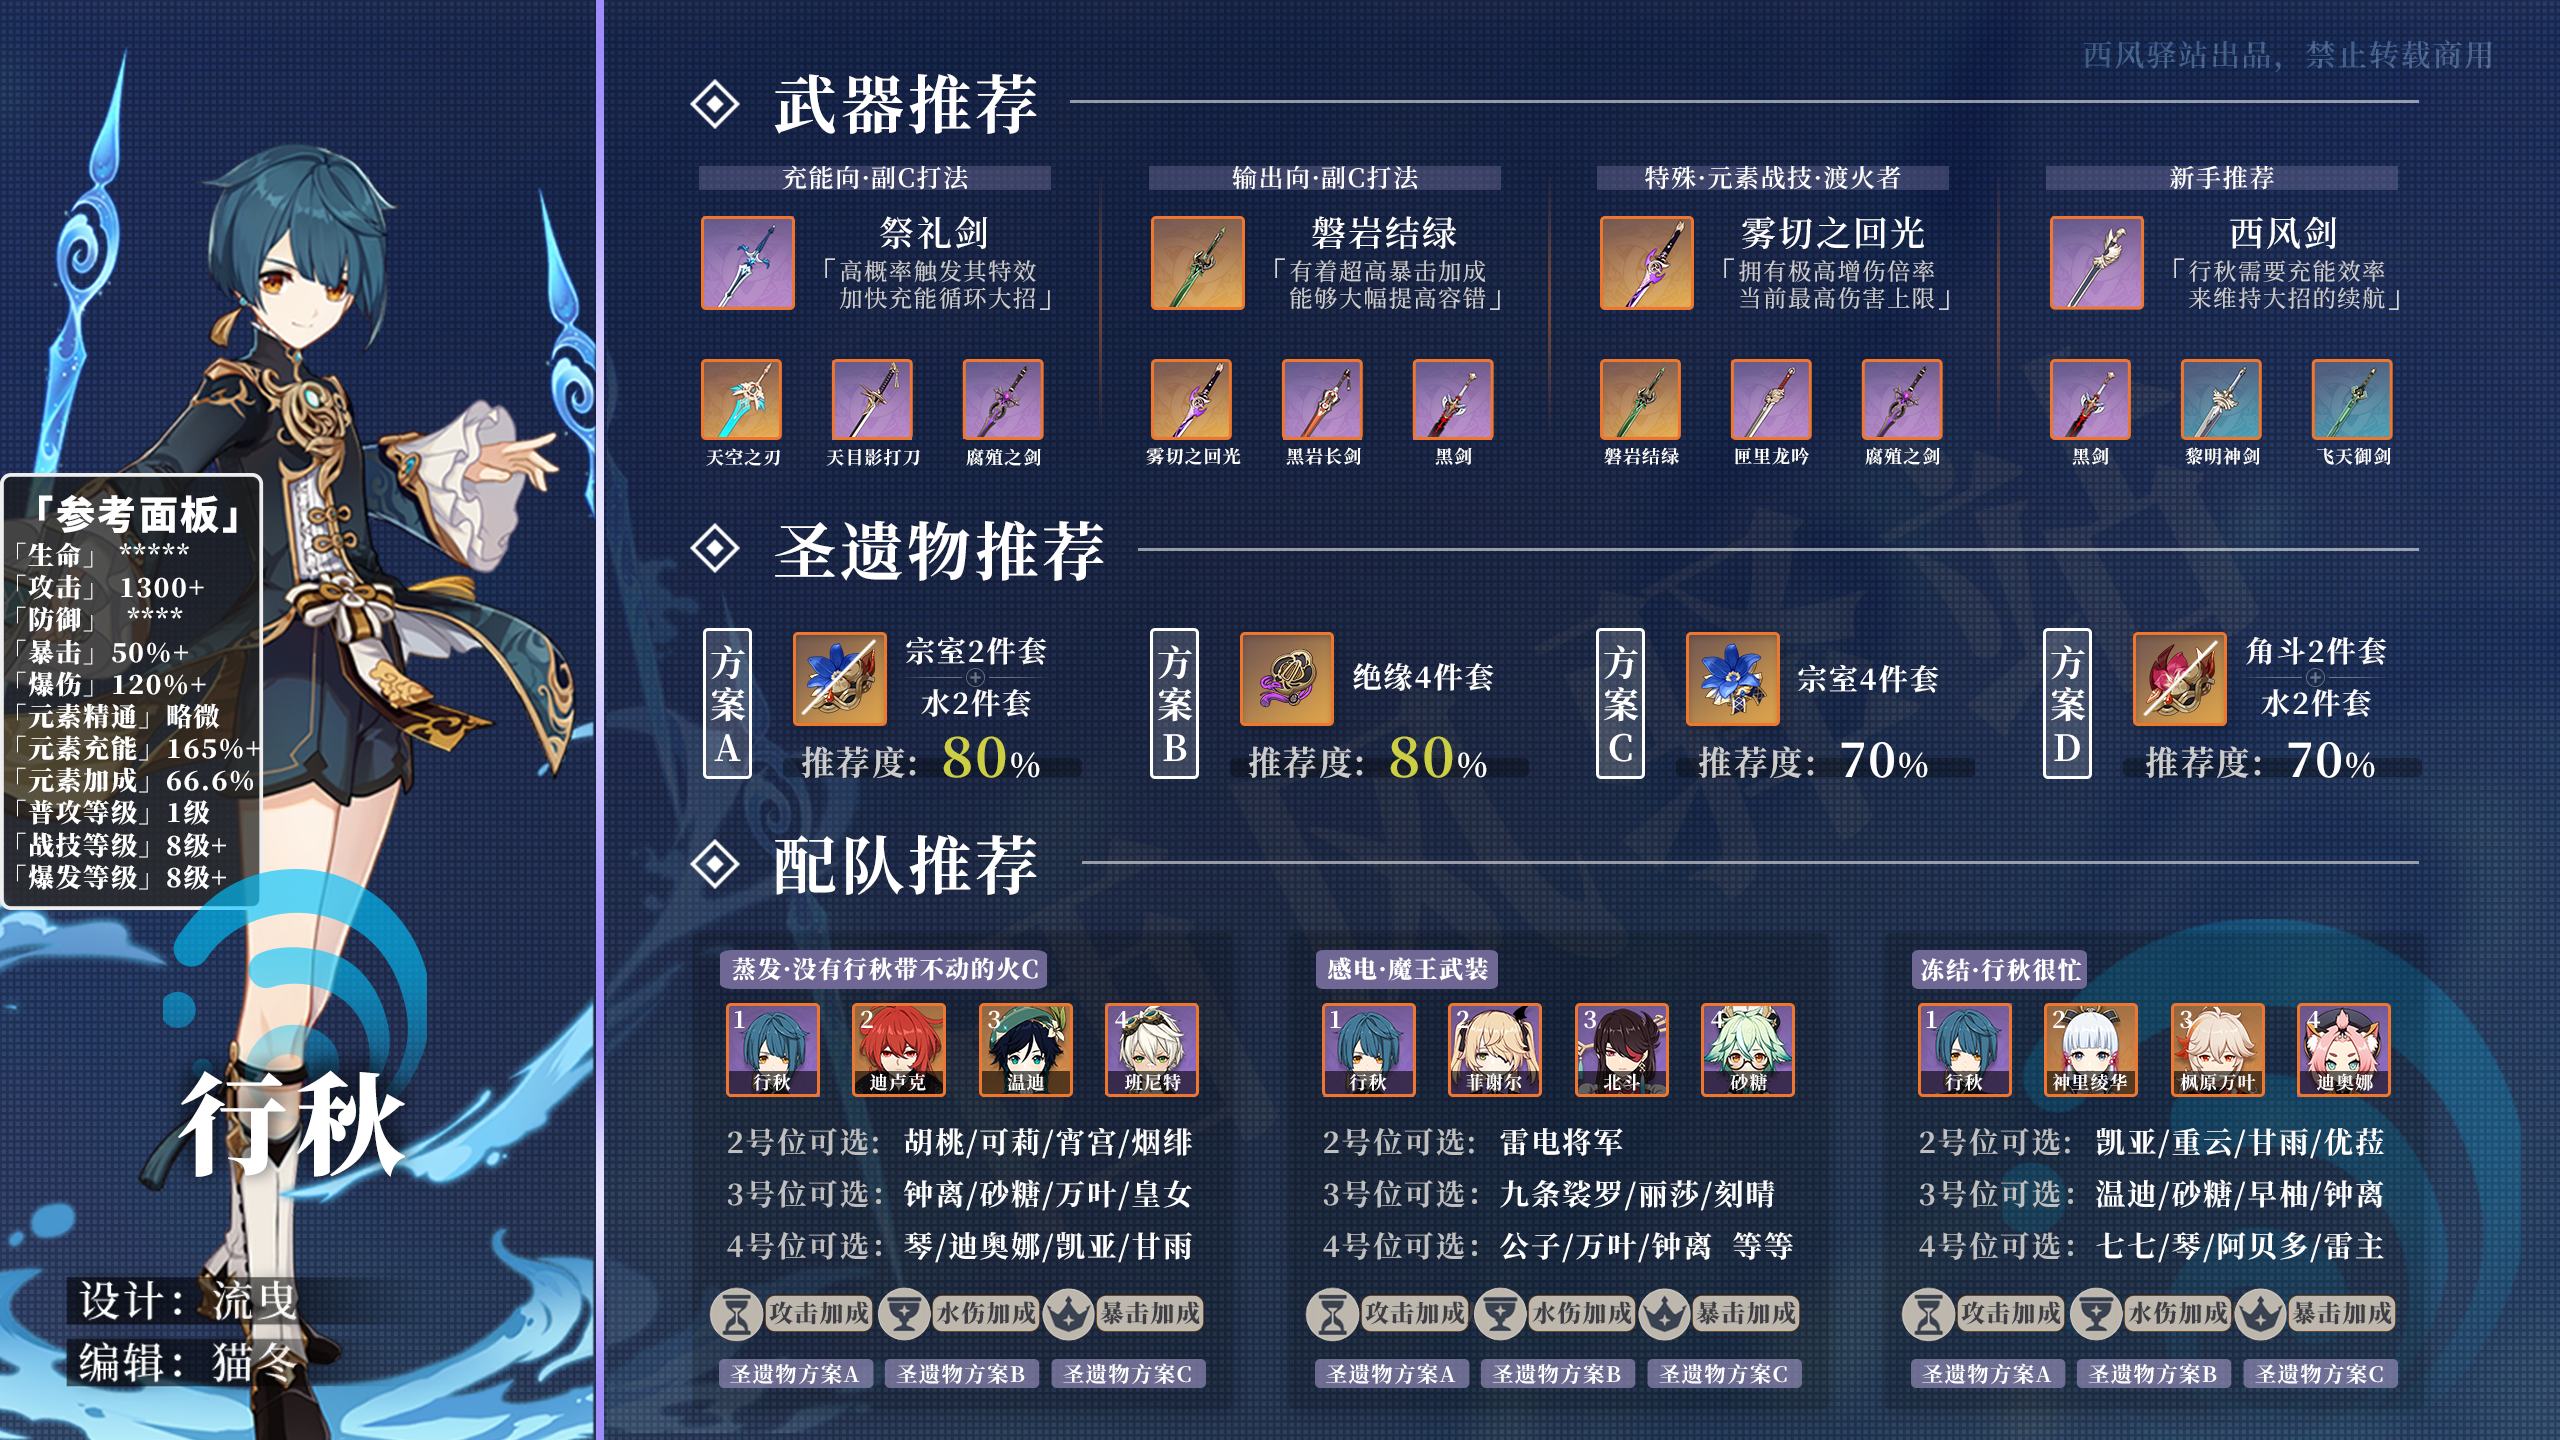 西风驿站出品，禁止转载商用
武器推荐
充能向·副C打法
祭礼剑
「高概率触发其特效
加快充能循环大招」
天空之刃 天目影打刀 腐殖之剑
输出向·副C打法
磐岩结绿
「有着超高暴击加成
能够大幅提高容错」
雾切之回光 黑岩长剑 黑剑
特殊·元素战技·渡火者
雾切之回光
「拥有极高增伤倍率
当前最高伤害上限」
磐岩结绿 匣里龙吟 腐殖之剑
新手推荐
西风剑
「行秋需要充能效率
来维持大招的续航」
黑剑 黎明神剑 飞天御剑
「参考面板」
「生命」 *****
「攻击」 1300+
「防御」 ****
「暴击」50%+
「爆伤」120%+
「元素精通」略微
「元素充能」165%+
「元素加成」66.6%
「普攻等级」1级
「战技等级」8级+
「爆发等级」8级+
行秋
设计：流曳
编辑：猫冬
圣遗物推荐
方案A
宗室2件套
水2件套
推荐度：80%
方案B
绝缘4件套
推荐度：80%
方案C
宗室4件套
推荐度：70%
方案D
角斗2件套
水2件套
推荐度：70%
配队推荐
蒸发·没有行秋带不动的火C
1 2 3 4
行秋 迪卢克 温迪 班尼特
2号位可选：胡桃/可莉/宵宫/烟绯
3号位可选：钟离/砂糖/万叶/皇女
4号位可选：琴/迪奥娜/凯亚/甘雨
攻击加成 水伤加成 暴击加成
圣遗物方案A 圣遗物方案B 圣遗物方案C
感电·魔王武装
1 2 3 4
行秋 菲谢尔 北斗 砂糖
2号位可选：雷电将军
3号位可选：九条裟罗/丽莎/刻晴
4号位可选：公子/万叶/钟离 等等
攻击加成 水伤加成 暴击加成
圣遗物方案A 圣遗物方案B 圣遗物方案C
冻结·行秋很忙
1 2 3 4
行秋 神里绫华 枫原万叶 迪奥娜
2号位可选：凯亚/重云/甘雨/优菈
3号位可选：温迪/砂糖/早柚/钟离
4号位可选：七七/琴/阿贝多/雷主
攻击加成 水伤加成 暴击加成
圣遗物方案A 圣遗物方案B 圣遗物方案C
西风驿站